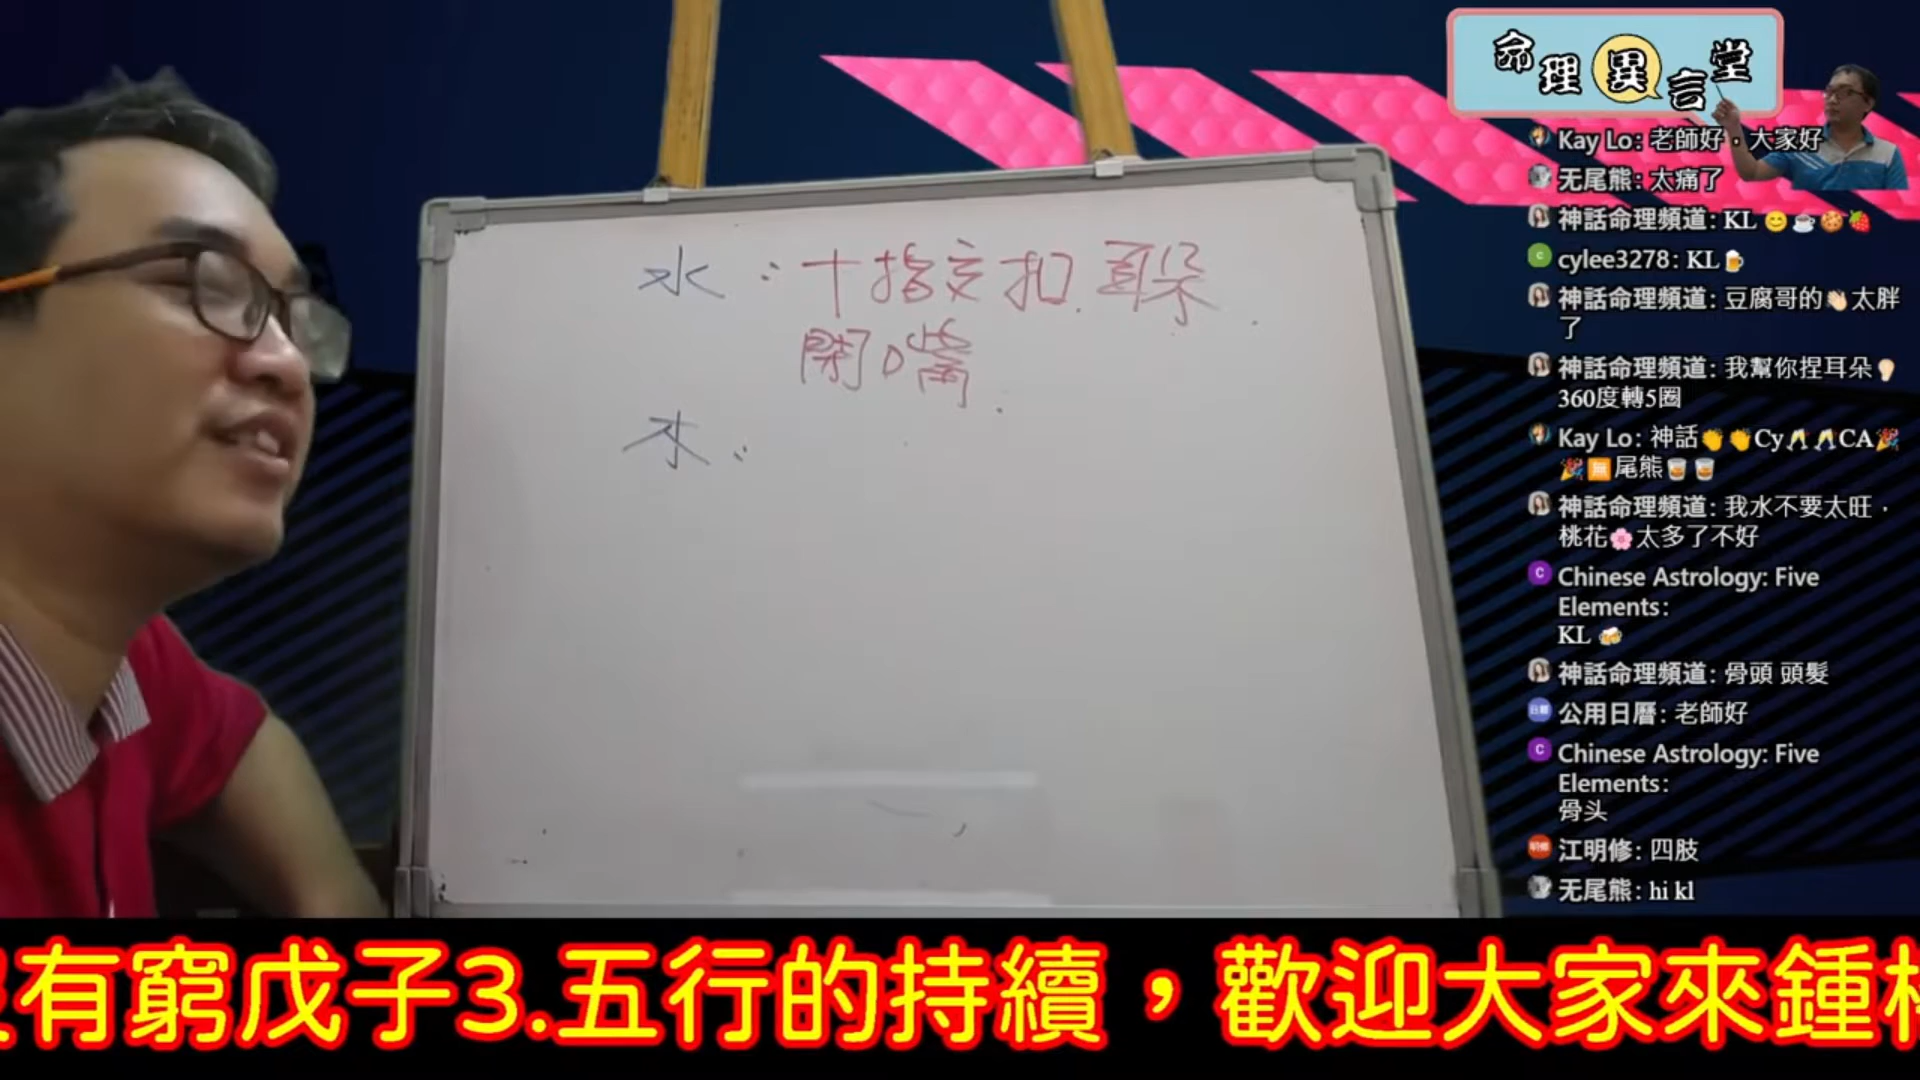 命理異言堂
水：十指交扣.耳朵.
閉口嘴.
木：
Kay Lo: 老師好，大家好
无尾熊: 太痛了
神話命理頻道: KL 😊☕🍪🍓
cylee3278: KL🍺
神話命理頻道: 豆腐哥的👏🏻太胖
了
神話命理頻道: 我幫你捏耳朵👂🏻
360度轉5圈
Kay Lo: 神話👏👏Cy🥂🥂CA🎉
🎉🈚尾熊🥃🥃
神話命理頻道: 我水不要太旺，
桃花🌸太多了不好
Chinese Astrology: Five
Elements:
KL 🍻
神話命理頻道: 骨頭 頭髮
公用日曆: 老師好
Chinese Astrology: Five
Elements:
骨头
江明修: 四肢
无尾熊: hi kl
有窮戊子3.五行的持續，歡迎大家來鍾